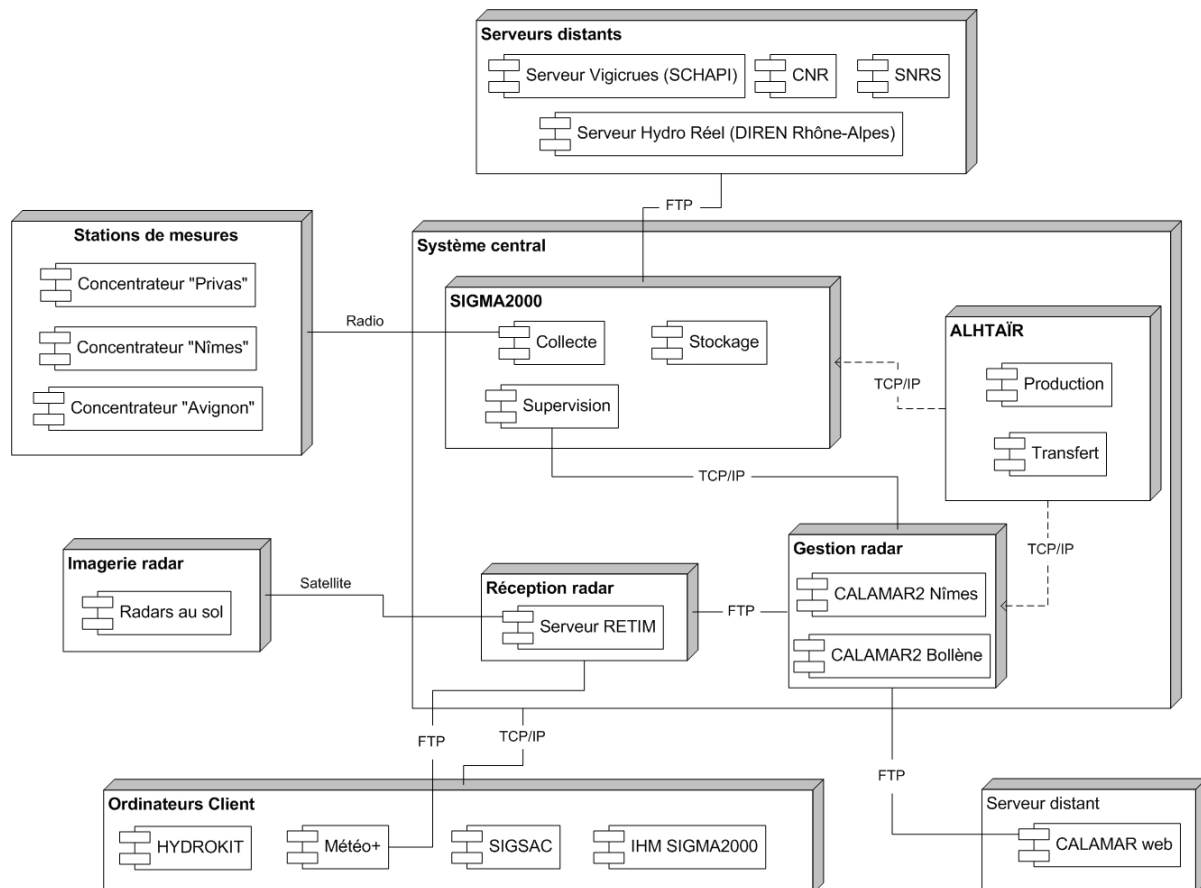 Serveurs distants
Serveur Vigicrues (SCHAPI)
CNR
SNRS
Serveur Hydro Réel (DIREN Rhône-Alpes)
FTP
Stations de mesures
Concentrateur "Privas"
Concentrateur "Nîmes"
Concentrateur "Avignon"
Radio
Système central
SIGMA2000
Collecte
Stockage
Supervision
TCP/IP
ALHTAÏR
Production
Transfert
TCP/IP
TCP/IP
Imagerie radar
Radars au sol
Satellite
Réception radar
Serveur RETIM
FTP
Gestion radar
CALAMAR2 Nîmes
CALAMAR2 Bollène
FTP
TCP/IP
FTP
Ordinateurs Client
HYDROKIT
Météo+
SIGSAC
IHM SIGMA2000
Serveur distant
CALAMAR web